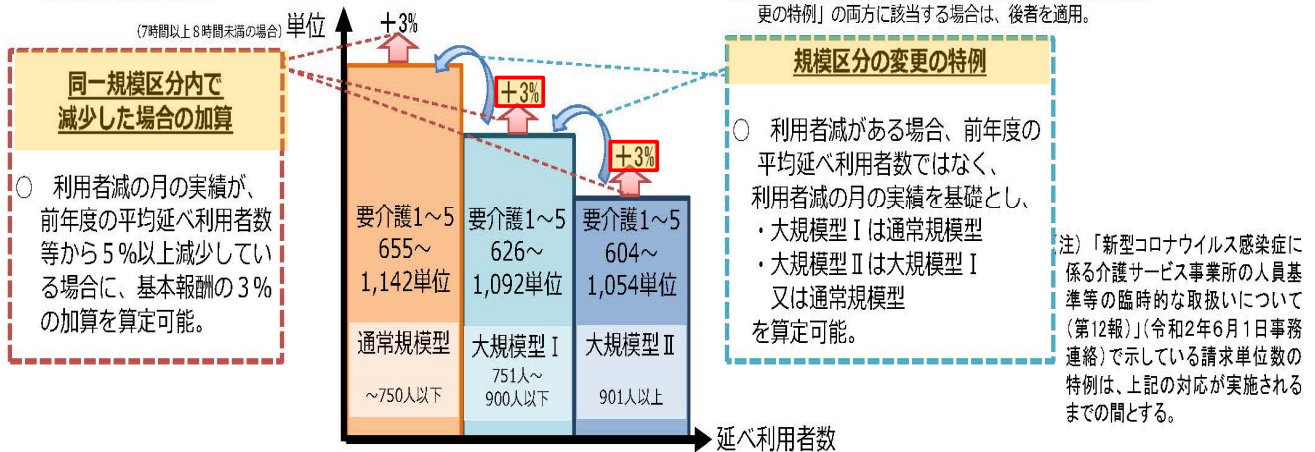 更の特例」の両方に該当する場合は、後者を適用。
(7時間以上8時間未満の場合)
単位
+3%
同一規模区分内で
減少した場合の加算
○ 利用者減の月の実績が、
前年度の平均延べ利用者数
等から5%以上減少してい
る場合に、基本報酬の3%
の加算を算定可能。
+3%
+3%
要介護1~5
655~
1,142単位
通常規模型
~750人以下
要介護1~5
626~
1,092単位
大規模型Ⅰ
751人~
900人以下
要介護1~5
604~
1,054単位
大規模型Ⅱ
901人以上
延べ利用者数
規模区分の変更の特例
○ 利用者減がある場合、前年度の
平均延べ利用者数ではなく、
利用者減の月の実績を基礎とし、
・大規模型Ⅰは通常規模型
・大規模型Ⅱは大規模型Ⅰ
又は通常規模型
を算定可能。
注)「新型コロナウイルス感染症に
係る介護サービス事業所の人員基
準等の臨時的な取扱いについて
(第12報)」(令和2年6月1日事務
連絡)で示している請求単位数の
特例は、上記の対応が実施される
までの間とする。